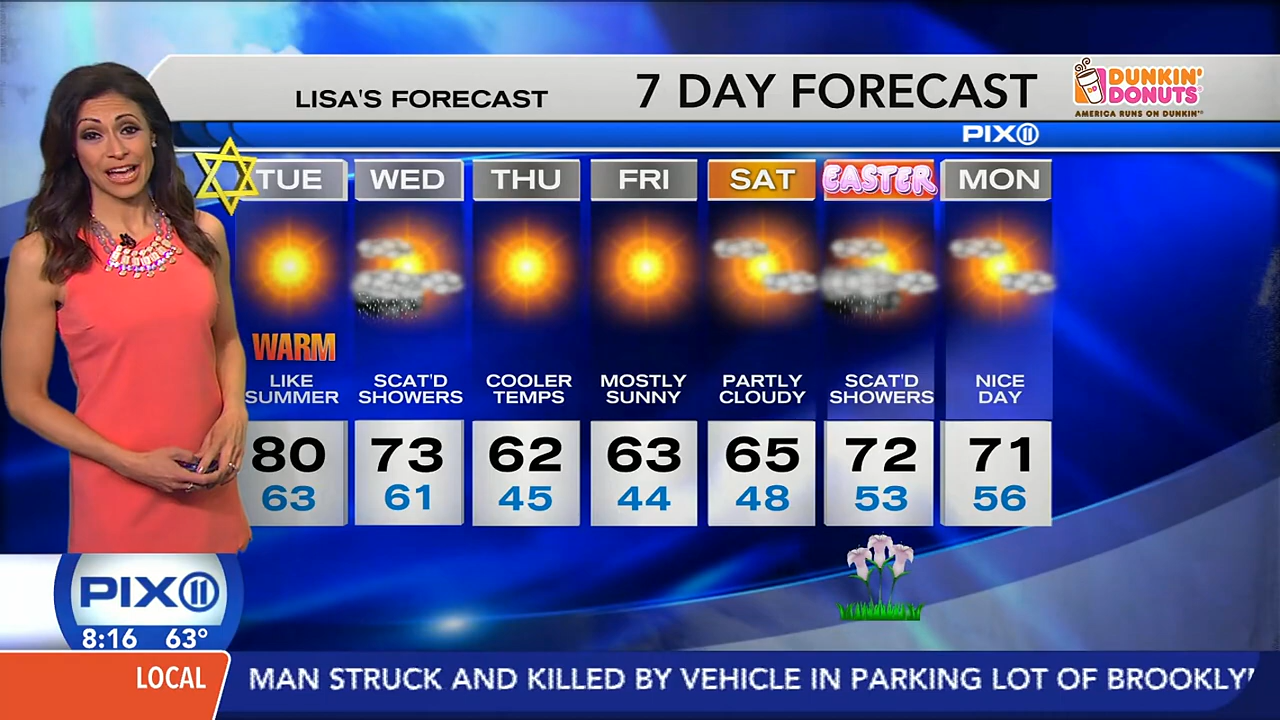 LISA'S FORECAST
7 DAY FORECAST
DUNKIN'
DONUTS
AMERICA RUNS ON DUNKIN'
PIX11
TUE WED THU FRI SAT EASTER MON
WARM
LIKE SUMMER
SCAT'D SHOWERS
COOLER TEMPS
MOSTLY SUNNY
PARTLY CLOUDY
SCAT'D SHOWERS
NICE DAY
80 73 62 63 65 72 71
63 61 45 44 48 53 56
PIX11
8:16 63°
LOCAL
MAN STRUCK AND KILLED BY VEHICLE IN PARKING LOT OF